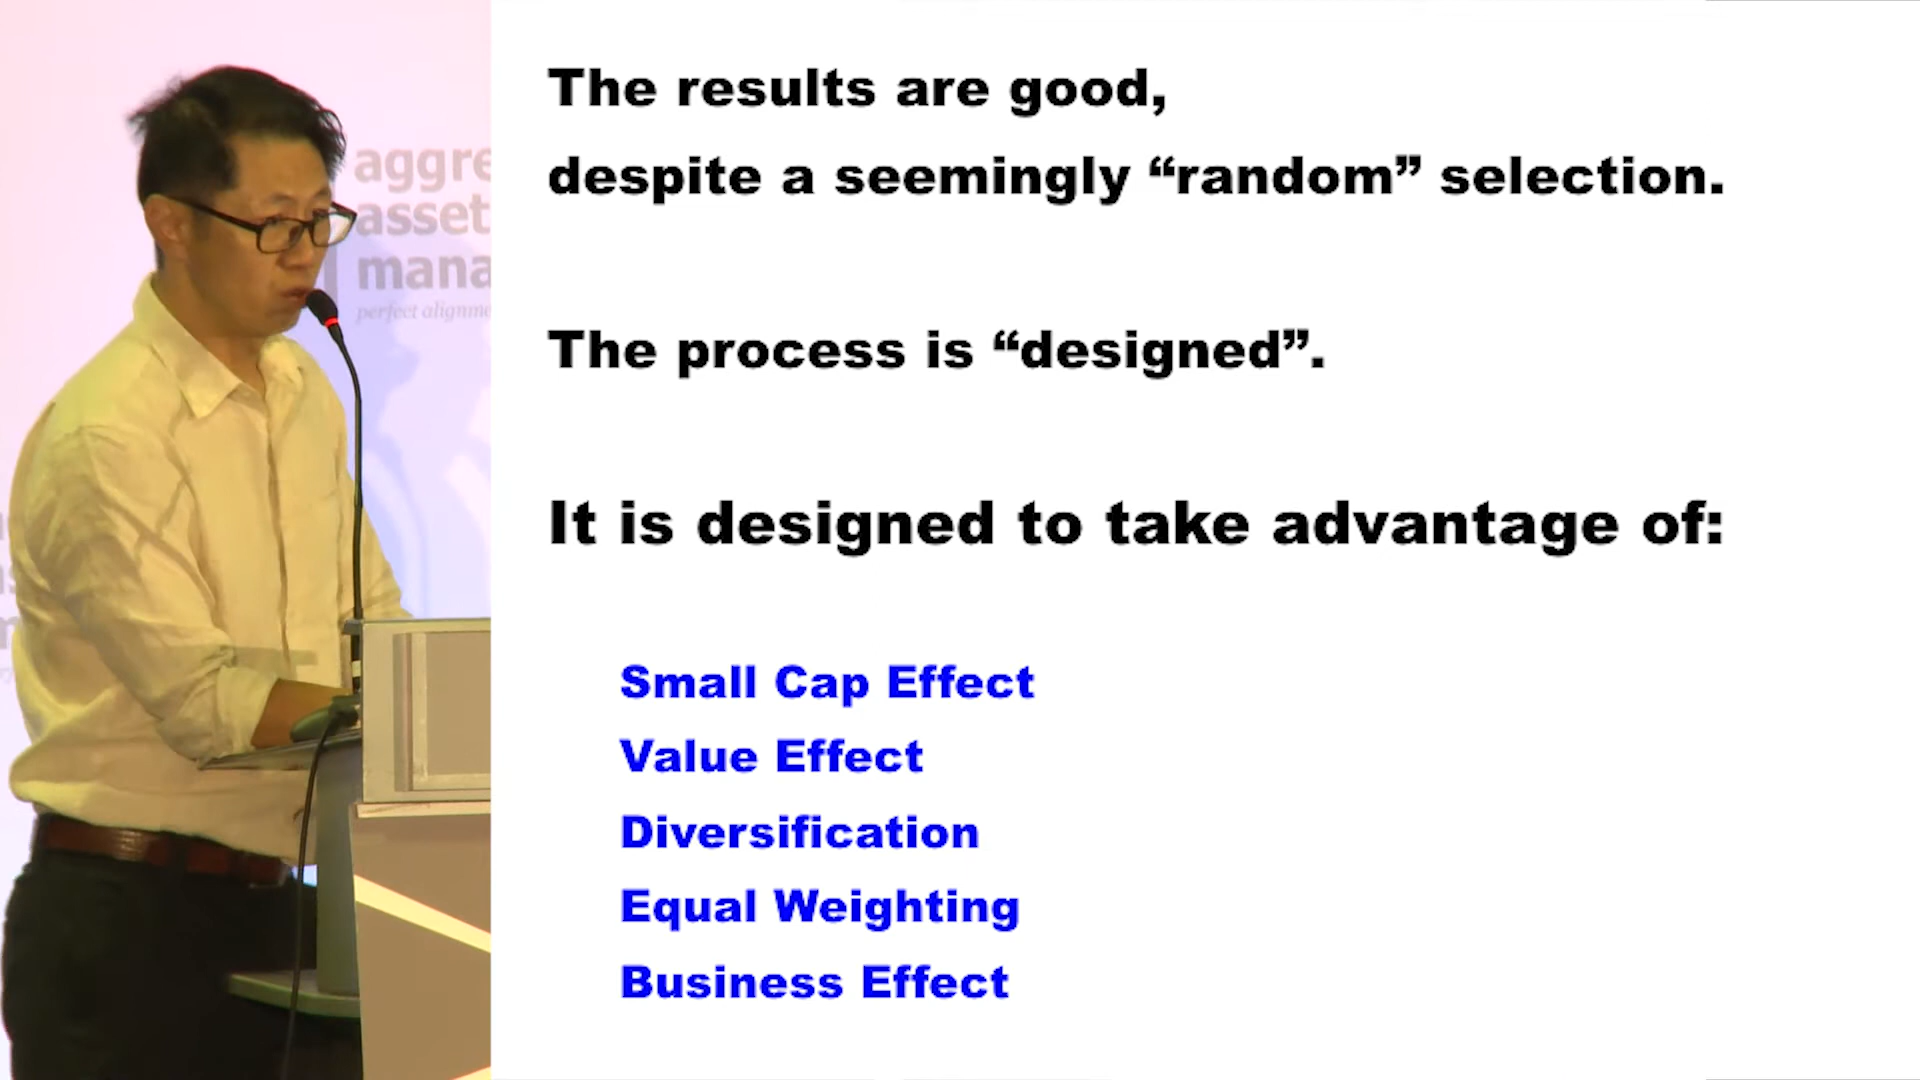 The results are good,
despite a seemingly “random” selection.
The process is “designed”.
It is designed to take advantage of:
Small Cap Effect
Value Effect
Diversification
Equal Weighting
Business Effect
aggre
asset
mana
perfect alignme